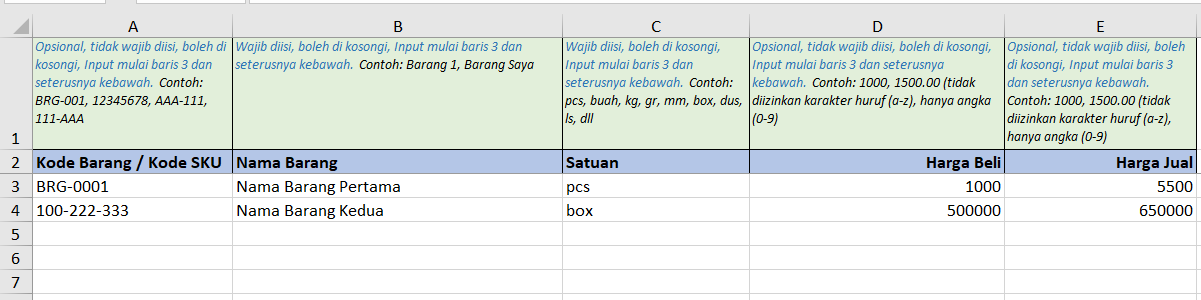 A B C D E
1
Opsional, tidak wajib diisi, boleh di
kosongi, Input mulai baris 3 dan
seterusnya kebawah. Contoh:
BRG-001, 12345678, AAA-111,
111-AAA
Wajib diisi, boleh di kosongi, Input mulai baris 3 dan
seterusnya kebawah. Contoh: Barang 1, Barang Saya
Wajib diisi, boleh di kosongi,
Input mulai baris 3 dan
seterusnya kebawah. Contoh:
pcs, buah, kg, gr, mm, box, dus,
ls, dll
Opsional, tidak wajib diisi, boleh di kosongi,
Input mulai baris 3 dan seterusnya
kebawah. Contoh: 1000, 1500.00 (tidak
diizinkan karakter huruf (a-z), hanya angka
(0-9)
Opsional, tidak wajib diisi, boleh
di kosongi, Input mulai baris 3
dan seterusnya kebawah.
Contoh: 1000, 1500.00 (tidak
diizinkan karakter huruf (a-z),
hanya angka (0-9)
2 Kode Barang / Kode SKU Nama Barang Satuan Harga Beli Harga Jual
3 BRG-0001 Nama Barang Pertama pcs 1000 5500
4 100-222-333 Nama Barang Kedua box 500000 650000
5
6
7